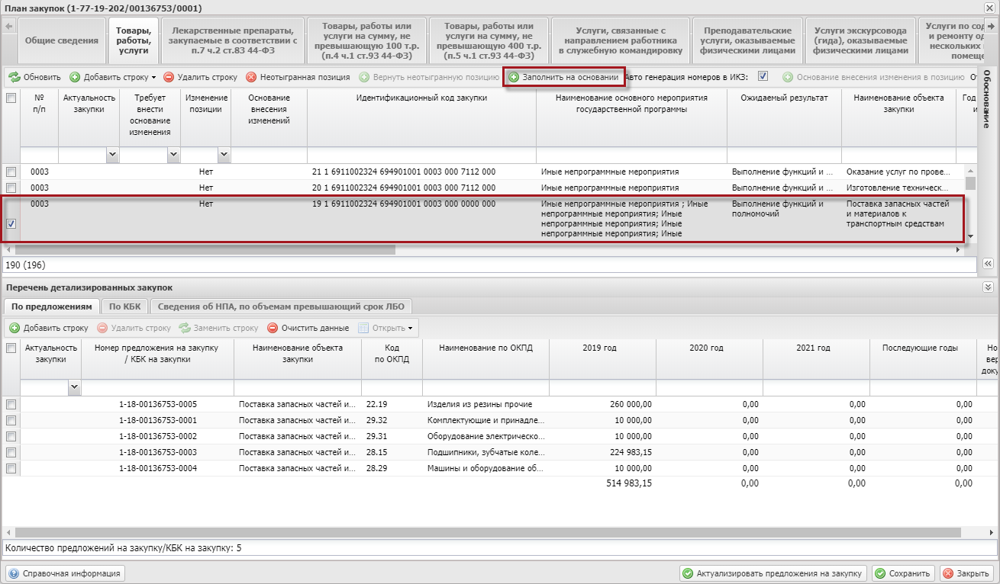 План закупок (1-77-19-202/00136753/0001)
Общие сведения
Товары,
работы,
услуги
Лекарственные препараты,
закупаемые в соответствии с
п.7 ч.2 ст.83 44-ФЗ
Товары, работы или
услуги на сумму, не
превышающую 100 т.р.
(п.4 ч.1 ст.93 44-ФЗ)
Товары, работы или
услуги на сумму, не
превышающую 400 т.р.
(п.5 ч.1 ст.93 44-ФЗ)
Услуги, связанные с
направлением работника
в служебную командировку
Преподавательские
услуги, оказываемые
физическими лицами
Услуги экскурсовода
(гида), оказываемые
физическими лицами
Услуги по сод
и ремонту од
нескольких
помеще
Обновить Добавить строку Удалить строку Неотыгранная позиция Вернуть неотыгранную позицию Заполнить на основании Авто генерация номеров в ИКЗ: Основание внесения изменения в позицию От
Обоснование
№
п/п
Актуальность
закупки
Требует
внести
основание
изменения
Изменение
позиции
Основание
внесения
изменений
Идентификационный код закупки
Наименование основного мероприятия
государственной программы
Ожидаемый результат
Наименование объекта
закупки
Год
и
0003 Нет 21 1 6911002324 694901001 0003 000 7112 000 Иные непрограммные мероприятия Выполнение функций и ... Оказание услуг по прове...
0003 Нет 20 1 6911002324 694901001 0003 000 7112 000 Иные непрограммные мероприятия Выполнение функций и ... Изготовление техническ...
0003 Нет 19 1 6911002324 694901001 0003 000 0000 000 Иные непрограммные мероприятия ; Иные Выполнение функций и Поставка запасных частей
непрограммные мероприятия; Иные полномочий и материалов к
непрограммные мероприятия; Иные транспортным средствам
непрограммные мероприятия; Иные
190 (196)
Перечень детализированных закупок
По предложениям По КБК Сведения об НПА, по объемам превышающий срок ЛБО
Добавить строку Удалить строку Заменить строку Очистить данные Открыть
Актуальность
закупки
Номер предложения на закупку
/ КБК на закупки
Наименование объекта
закупки
Код
по ОКПД
Наименование по ОКПД
2019 год
2020 год
2021 год
Последующие годы
Но
вер
доку
1-18-00136753-0005 Поставка запасных частей и... 22.19 Изделия из резины прочие 260 000,00 0,00 0,00 0,00
1-18-00136753-0001 Поставка запасных частей и... 29.32 Комплектующие и принадле... 10 000,00 0,00 0,00 0,00
1-18-00136753-0002 Поставка запасных частей и... 29.31 Оборудование электрическо... 10 000,00 0,00 0,00 0,00
1-18-00136753-0003 Поставка запасных частей и... 28.15 Подшипники, зубчатые коле... 224 983,15 0,00 0,00 0,00
1-18-00136753-0004 Поставка запасных частей и... 28.29 Машины и оборудование об... 10 000,00 0,00 0,00 0,00
514 983,15 0,00 0,00 0,00
Количество предложений на закупку/КБК на закупку: 5
Справочная информация Актуализировать предложения на закупку Сохранить Закрыть